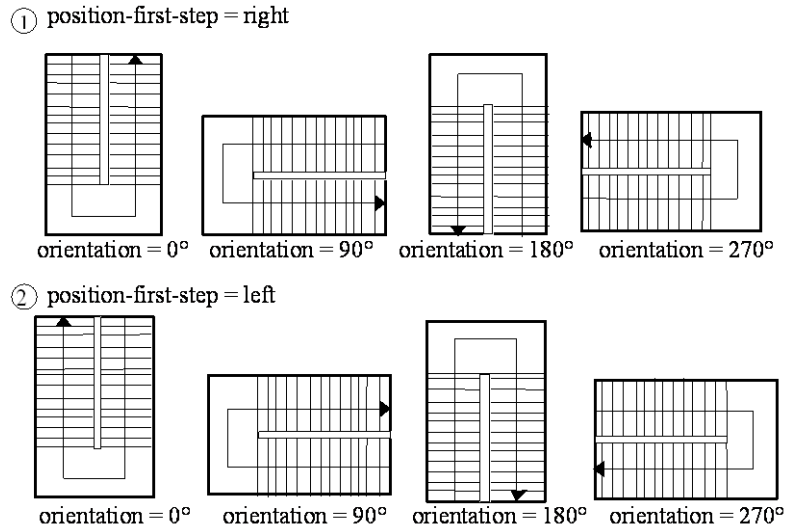 ① position-first-step = right
orientation = 0° orientation = 90° orientation = 180° orientation = 270°
② position-first-step = left
orientation = 0° orientation = 90° orientation = 180° orientation = 270°